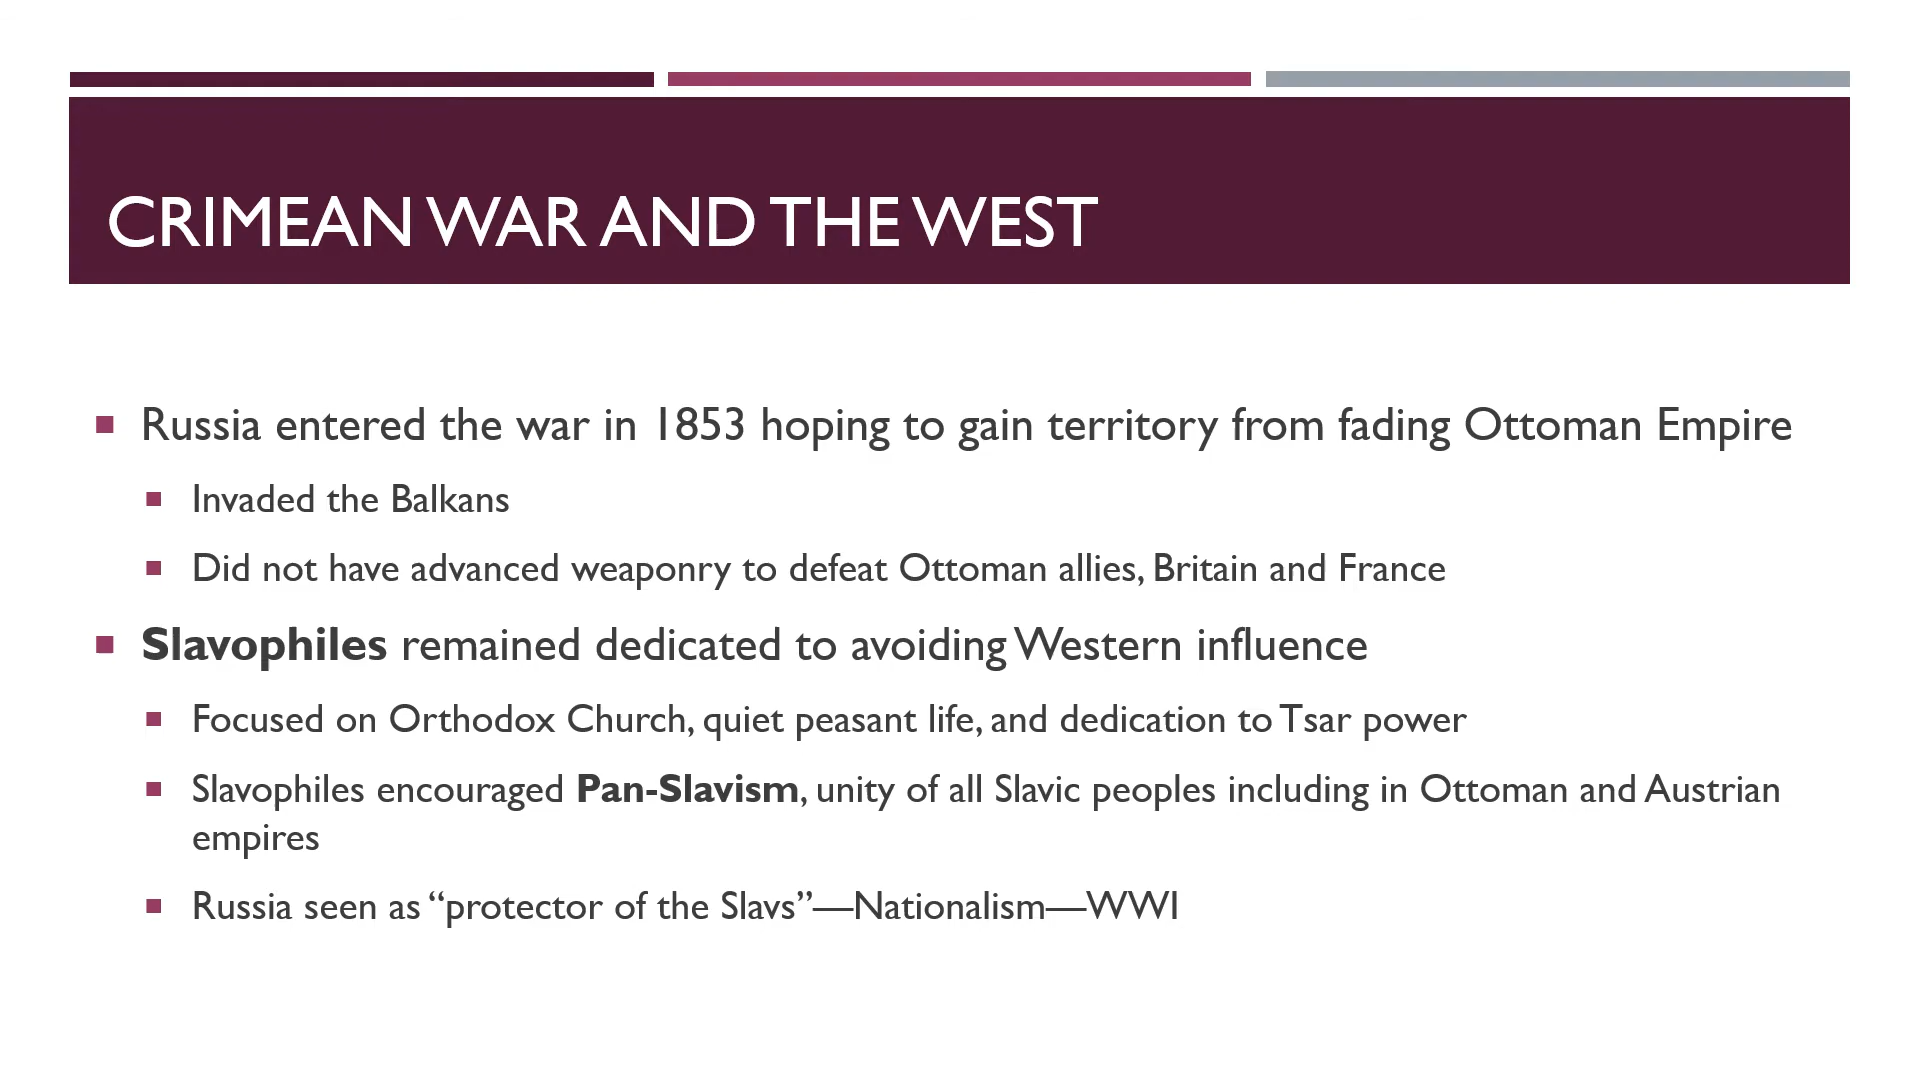 CRIMEAN WAR AND THE WEST
Russia entered the war in 1853 hoping to gain territory from fading Ottoman Empire
Invaded the Balkans
Did not have advanced weaponry to defeat Ottoman allies, Britain and France
Slavophiles remained dedicated to avoiding Western influence
Focused on Orthodox Church, quiet peasant life, and dedication to Tsar power
Slavophiles encouraged Pan-Slavism, unity of all Slavic peoples including in Ottoman and Austrian
empires
Russia seen as “protector of the Slavs”—Nationalism—WWI